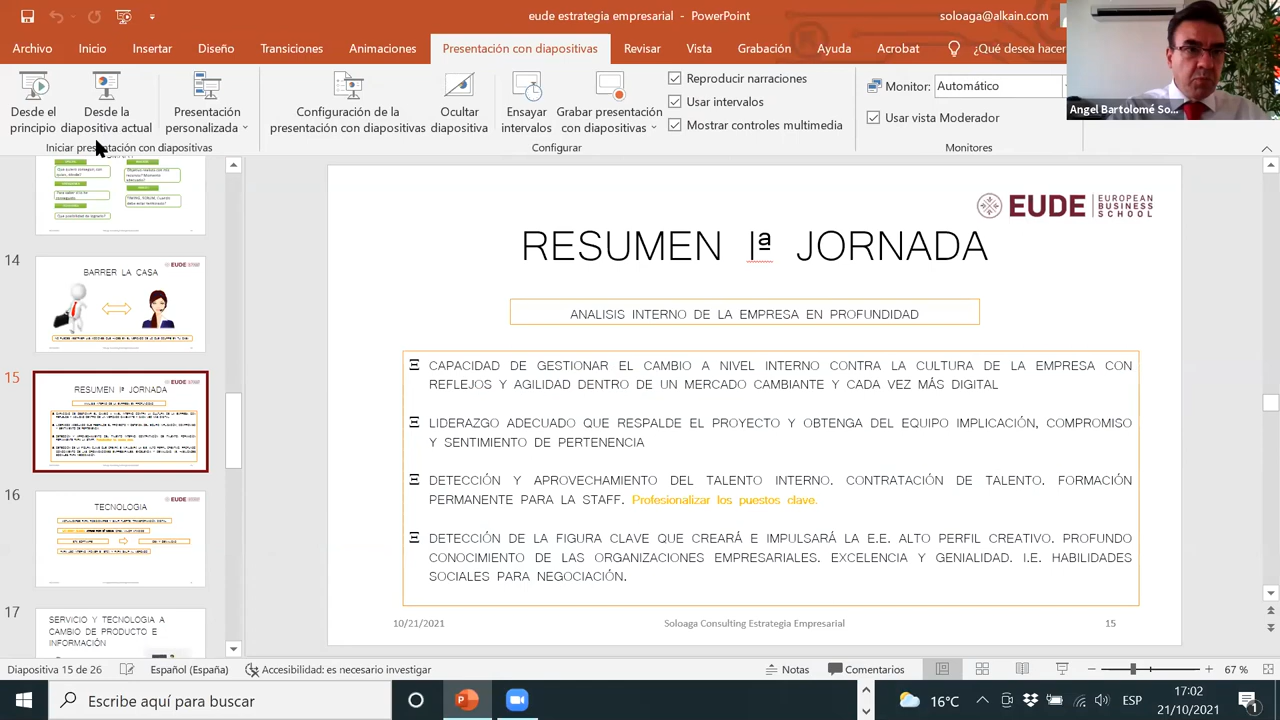 eude estrategia empresarial - PowerPoint
soloaga@alkain.com
Archivo Inicio Insertar Diseño Transiciones Animaciones Presentación con diapositivas Revisar Vista Grabación Ayuda Acrobat ¿Qué desea hacer
Desde el principio
Desde la diapositiva actual
Presentación personalizada
Configuración de la presentación con diapositivas
Ocultar diapositiva
Ensayar intervalos
Grabar presentación con diapositivas
Reproducir narraciones
Usar intervalos
Mostrar controles multimedia
Monitor: Automático
Usar vista Moderador
Iniciar presentación con diapositivas
Configurar
Monitores
Angel Bartolomé So...
14
BARRER LA CASA
15
RESUMEN Iª JORNADA
16
TECNOLOGIA
17
SERVICIO Y TECNOLOGIA A
CAMBIO DE PRODUCTO E
INFORMACIÓN
EUDE EUROPEAN
BUSINESS
SCHOOL
RESUMEN Iª JORNADA
ANALISIS INTERNO DE LA EMPRESA EN PROFUNDIDAD
Ξ CAPACIDAD DE GESTIONAR EL CAMBIO A NIVEL INTERNO CONTRA LA CULTURA DE LA EMPRESA CON
REFLEJOS Y AGILIDAD DENTRO DE UN MERCADO CAMBIANTE Y CADA VEZ MÁS DIGITAL
Ξ LIDERAZGO ADECUADO QUE RESPALDE EL PROYECTO Y OBTENGA DEL EQUIPO IMPLICACIÓN, COMPROMISO
Y SENTIMIENTO DE PERTENENCIA
Ξ DETECCIÓN Y APROVECHAMIENTO DEL TALENTO INTERNO. CONTRATACIÓN DE TALENTO. FORMACIÓN
PERMANENTE PARA LA STAFF. Profesionalizar los puestos clave.
Ξ DETECCIÓN DE LA FIGURA CLAVE QUE CREARÁ E IMPULSARÁ LA E.E. ALTO PERFIL CREATIVO. PROFUNDO
CONOCIMIENTO DE LAS ORGANIZACIONES EMPRESARIALES. EXCELENCIA Y GENIALIDAD. I.E. HABILIDADES
SOCIALES PARA NEGOCIACIÓN.
10/21/2021 Soloaga Consulting Estrategia Empresarial 15
Diapositiva 15 de 26 Español (España) Accesibilidad: es necesario investigar Notas Comentarios 67 %
Escribe aquí para buscar
16°C
17:02
21/10/2021
1